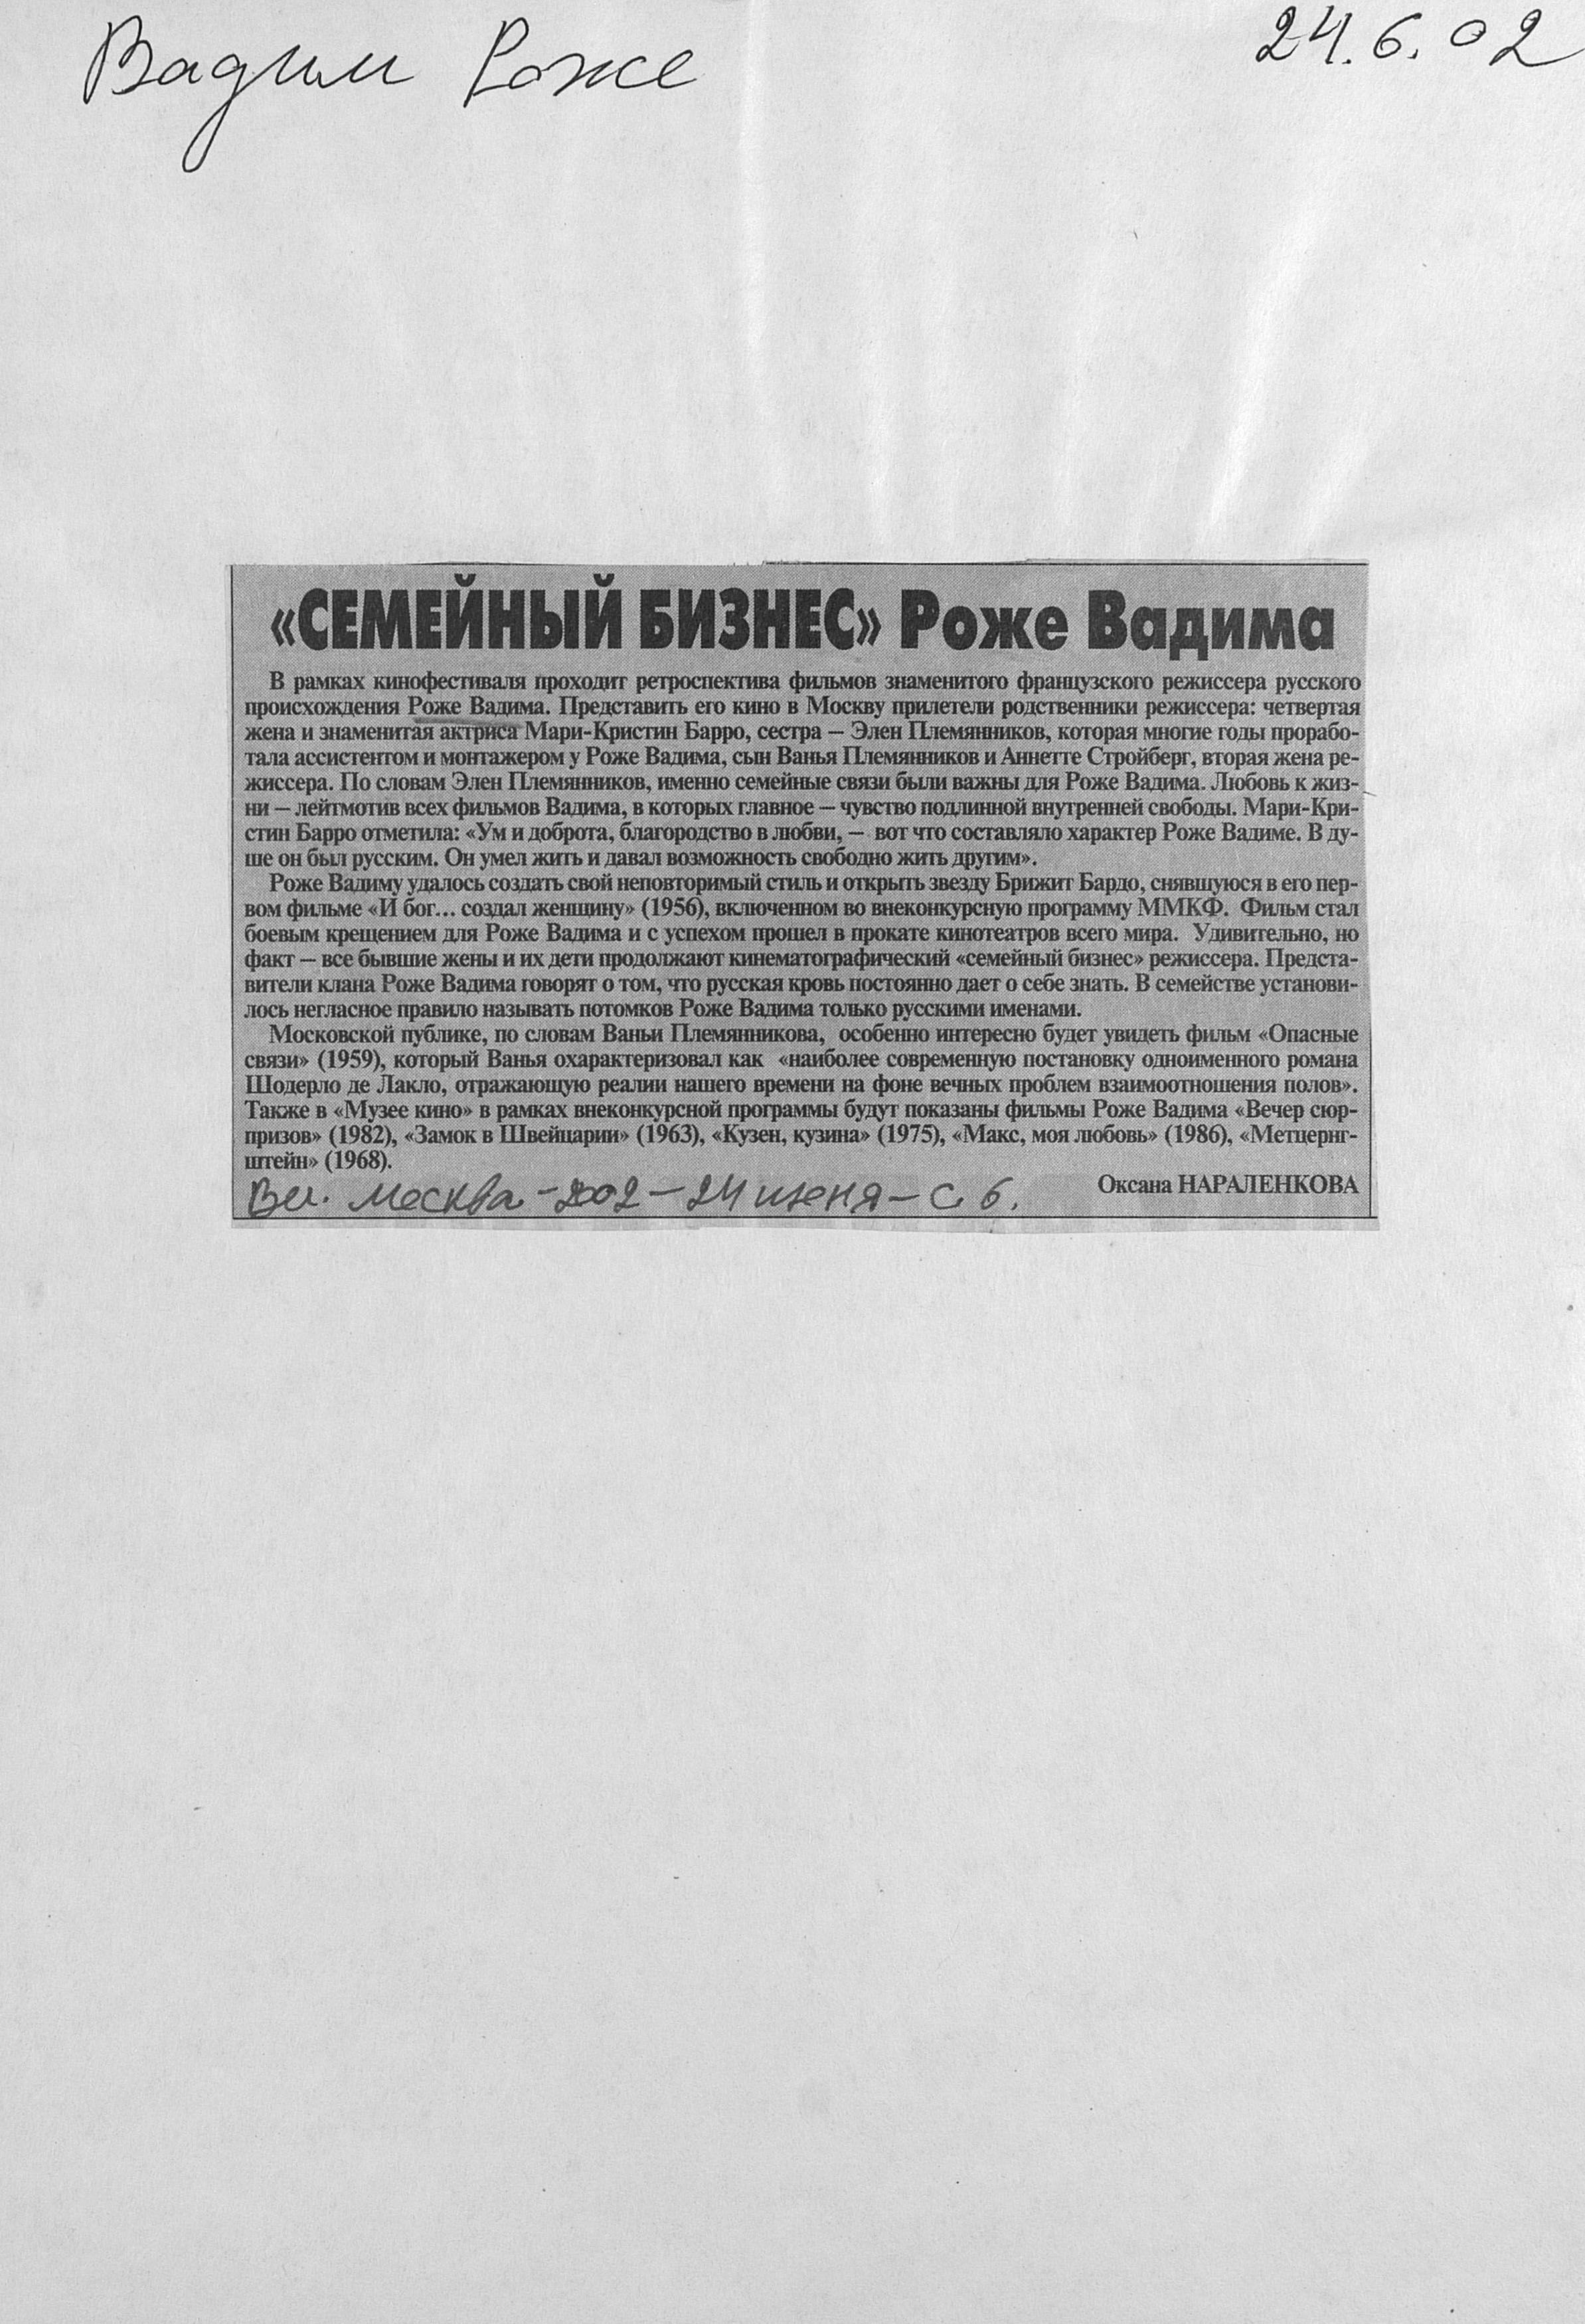 Вадим Роже
24.6.02
«СЕМЕЙНЫЙ БИЗНЕС» Роже Вадима
В рамках кинофестиваля проходит ретроспектива фильмов знаменитого французского режиссера русского
происхождения Роже Вадима. Представить его кино в Москву прилетели родственники режиссера: четвертая
жена и знаменитая актриса Мари-Кристин Барро, сестра – Элен Племянников, которая многие годы прорабо-
тала ассистентом и монтажером у Роже Вадима, сын Ванья Племянников и Аннетте Стройберг, вторая жена ре-
жиссера. По словам Элен Племянников, именно семейные связи были важны для Роже Вадима. Любовь к жиз-
ни – лейтмотив всех фильмов Вадима, в которых главное – чувство подлинной внутренней свободы. Мари-Кри-
стин Барро отметила: «Ум и доброта, благородство в любви, – вот что составляло характер Роже Вадиме. В ду-
ше он был русским. Он умел жить и давал возможность свободно жить другим».
Роже Вадиму удалось создать свой неповторимый стиль и открыть звезду Брижит Бардо, снявшуюся в его пер-
вом фильме «И бог... создал женщину» (1956), включенном во внеконкурсную программу ММКФ. Фильм стал
боевым крещением для Роже Вадима и с успехом прошел в прокате кинотеатров всего мира. Удивительно, но
факт – все бывшие жены и их дети продолжают кинематографический «семейный бизнес» режиссера. Предста-
вители клана Роже Вадима говорят о том, что русская кровь постоянно дает о себе знать. В семействе установи-
лось негласное правило называть потомков Роже Вадима только русскими именами.
Московской публике, по словам Ваньи Племянникова, особенно интересно будет увидеть фильм «Опасные
связи» (1959), который Ванья охарактеризовал как «наиболее современную постановку одноименного романа
Шодерло де Лакло, отражающую реалии нашего времени на фоне вечных проблем взаимоотношения полов».
Также в «Музее кино» в рамках внеконкурсной программы будут показаны фильмы Роже Вадима «Вечер сюр-
призов» (1982), «Замок в Швейцарии» (1963), «Кузен, кузина» (1975), «Макс, моя любовь» (1986), «Метцернг-
штейн» (1968).
Оксана НАРАЛЕНКОВА
Веч. Москва – 2002 – 24 июня – С. 6.